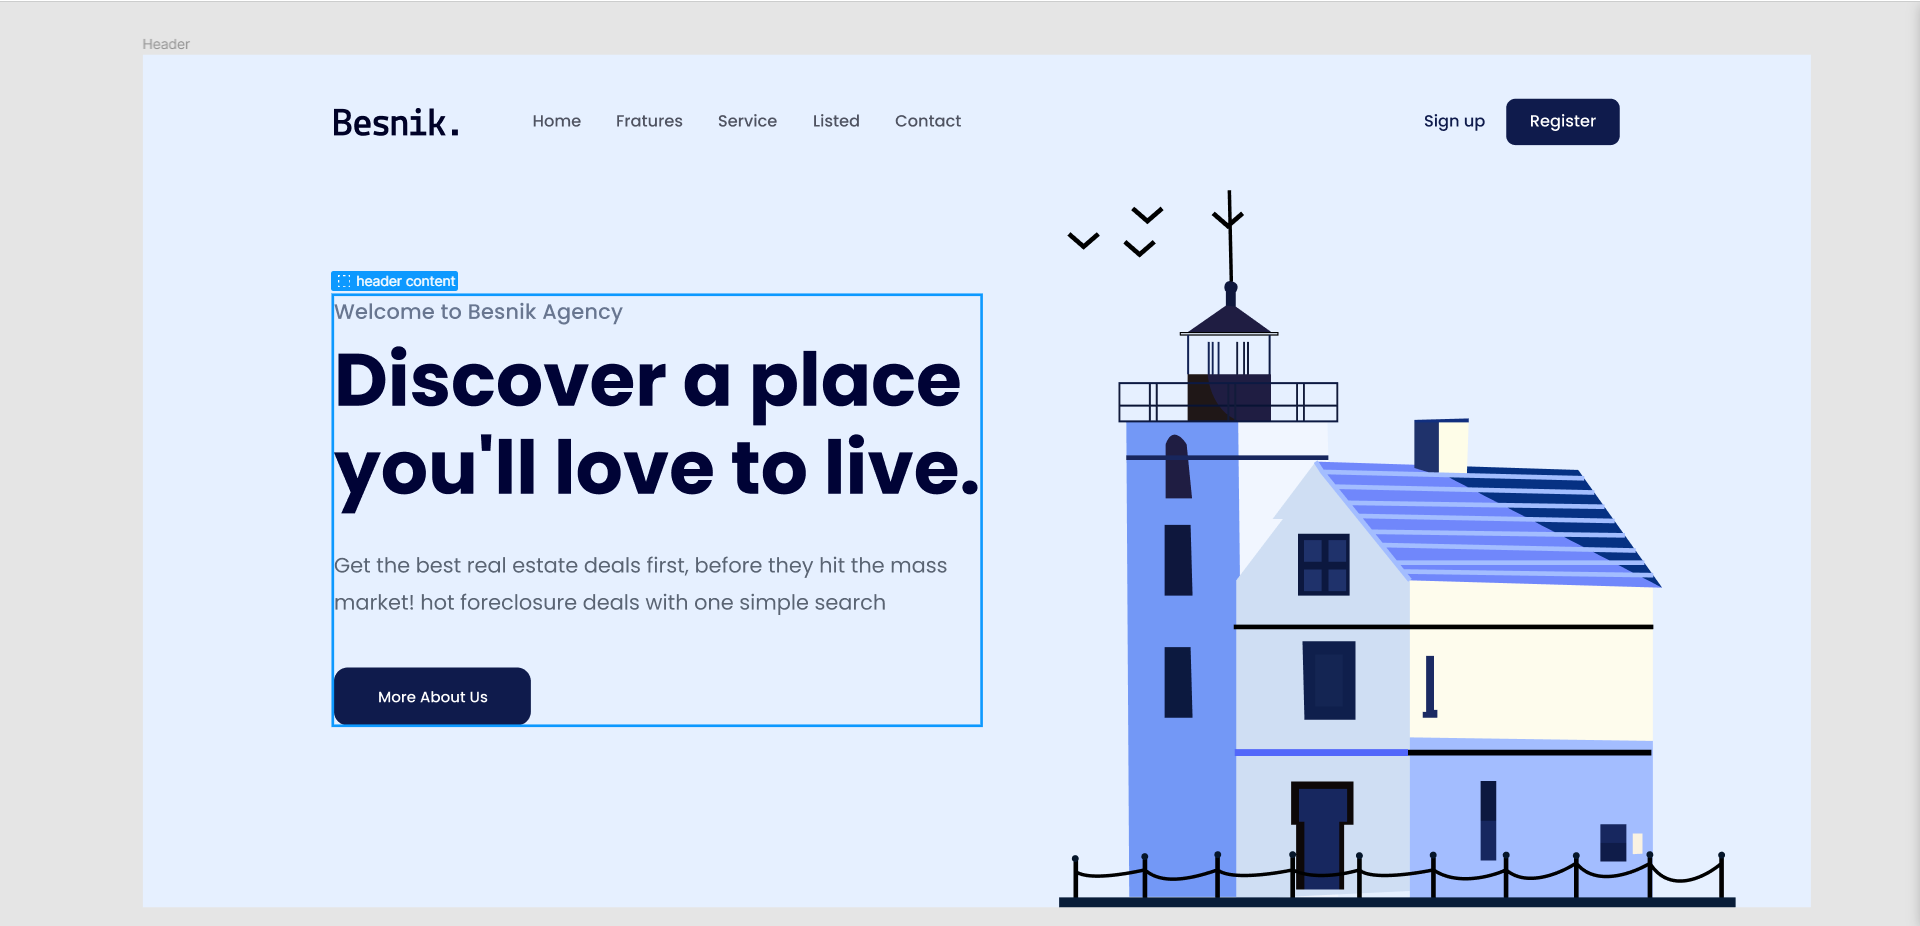 Header
Besnik.
Home Fratures Service Listed Contact Sign up Register
header content
Welcome to Besnik Agency
Discover a place
you'll love to live.
Get the best real estate deals first, before they hit the mass
market! hot foreclosure deals with one simple search
More About Us